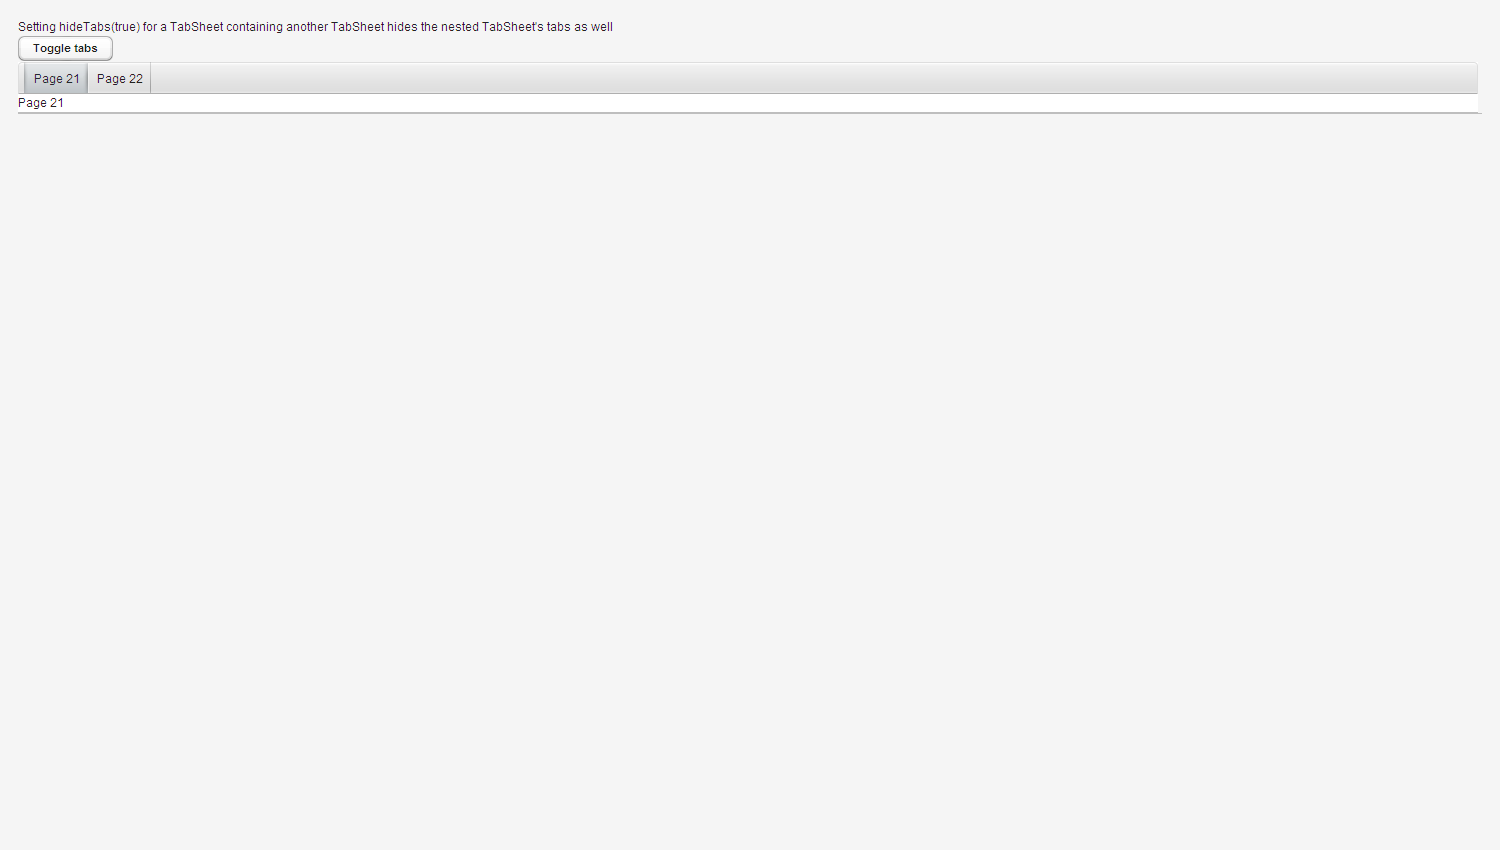 Setting hideTabs(true) for a TabSheet containing another TabSheet hides the nested TabSheet's tabs as well
Toggle tabs
Page 21 Page 22
Page 21